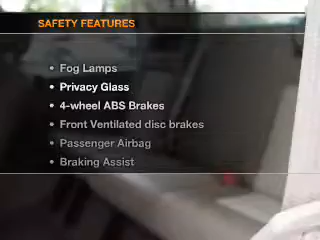 SAFETY FEATURES
• Fog Lamps
• Privacy Glass
• 4-wheel ABS Brakes
• Front Ventilated disc brakes
• Passenger Airbag
• Braking Assist